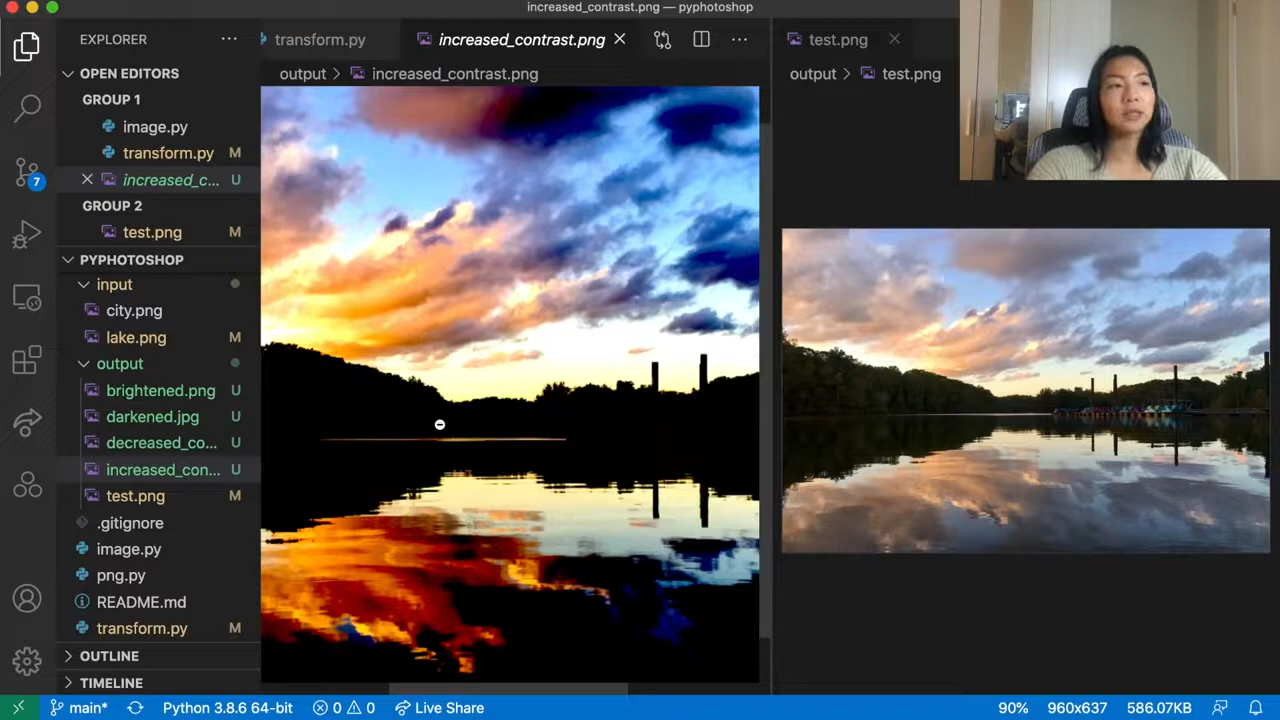 increased_contrast.png — pyphotoshop
EXPLORER
transform.py
increased_contrast.png
test.png
OPEN EDITORS
output > increased_contrast.png
output > test.png
GROUP 1
image.py
transform.py M
increased_c... U
GROUP 2
test.png M
PYPHOTOSHOP
input
city.png
lake.png M
output
brightened.png U
darkened.jpg U
decreased_co... U
increased_con... U
test.png M
.gitignore
image.py
png.py
README.md
transform.py M
OUTLINE
TIMELINE
7
main* Python 3.8.6 64-bit 0 0 Live Share 90% 960x637 586.07KB